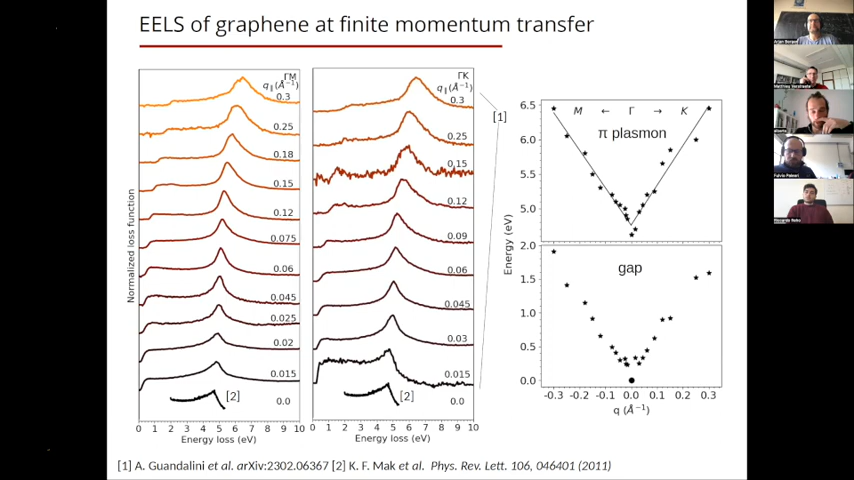 EELS of graphene at finite momentum transfer
ΓM
q∥(Å⁻¹)
0.3
0.25
0.18
0.15
0.12
0.075
0.06
0.045
0.025
0.02
0.015
[2]
0.0
Normalized loss function
0 1 2 3 4 5 6 7 8 9 10
Energy loss (eV)
ΓK
q∥(Å⁻¹)
0.3
0.25
0.15
0.12
0.09
0.06
0.045
0.03
0.015
[2]
0.0
0 1 2 3 4 5 6 7 8 9 10
Energy loss (eV)
[1]
M ← Γ → K
π plasmon
6.5
6.0
5.5
5.0
Energy (eV)
gap
2.0
1.5
1.0
0.5
0.0
-0.3 -0.2 -0.1 0.0 0.1 0.2 0.3
q (Å⁻¹)
[1] A. Guandalini et al. arXiv:2302.06367 [2] K. F. Mak et al. Phys. Rev. Lett. 106, 046401 (2011)